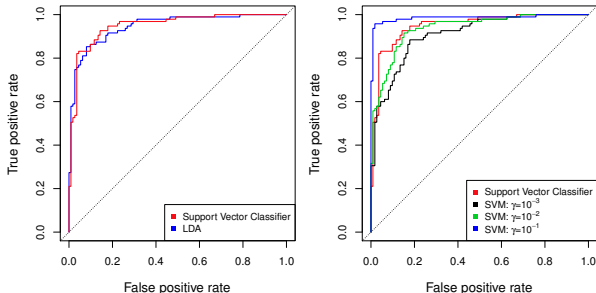 True positive rate
1.0
0.8
0.6
0.4
0.2
0.0
Support Vector Classifier
LDA
0.0 0.2 0.4 0.6 0.8 1.0
False positive rate
True positive rate
1.0
0.8
0.6
0.4
0.2
0.0
Support Vector Classifier
SVM: γ=10⁻³
SVM: γ=10⁻²
SVM: γ=10⁻¹
0.0 0.2 0.4 0.6 0.8 1.0
False positive rate